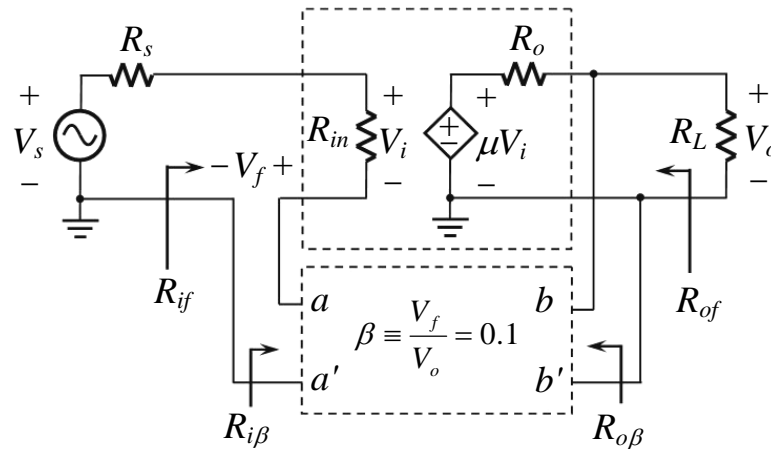 R_s
R_o
+
+
+
+
V_s
R_in
V_i
+
−
μV_i
R_L
V_o
− V_f +
−
−
−
−
R_if
a
b
R_of
β ≡ V_f / V_o = 0.1
a'
b'
R_iβ
R_oβ